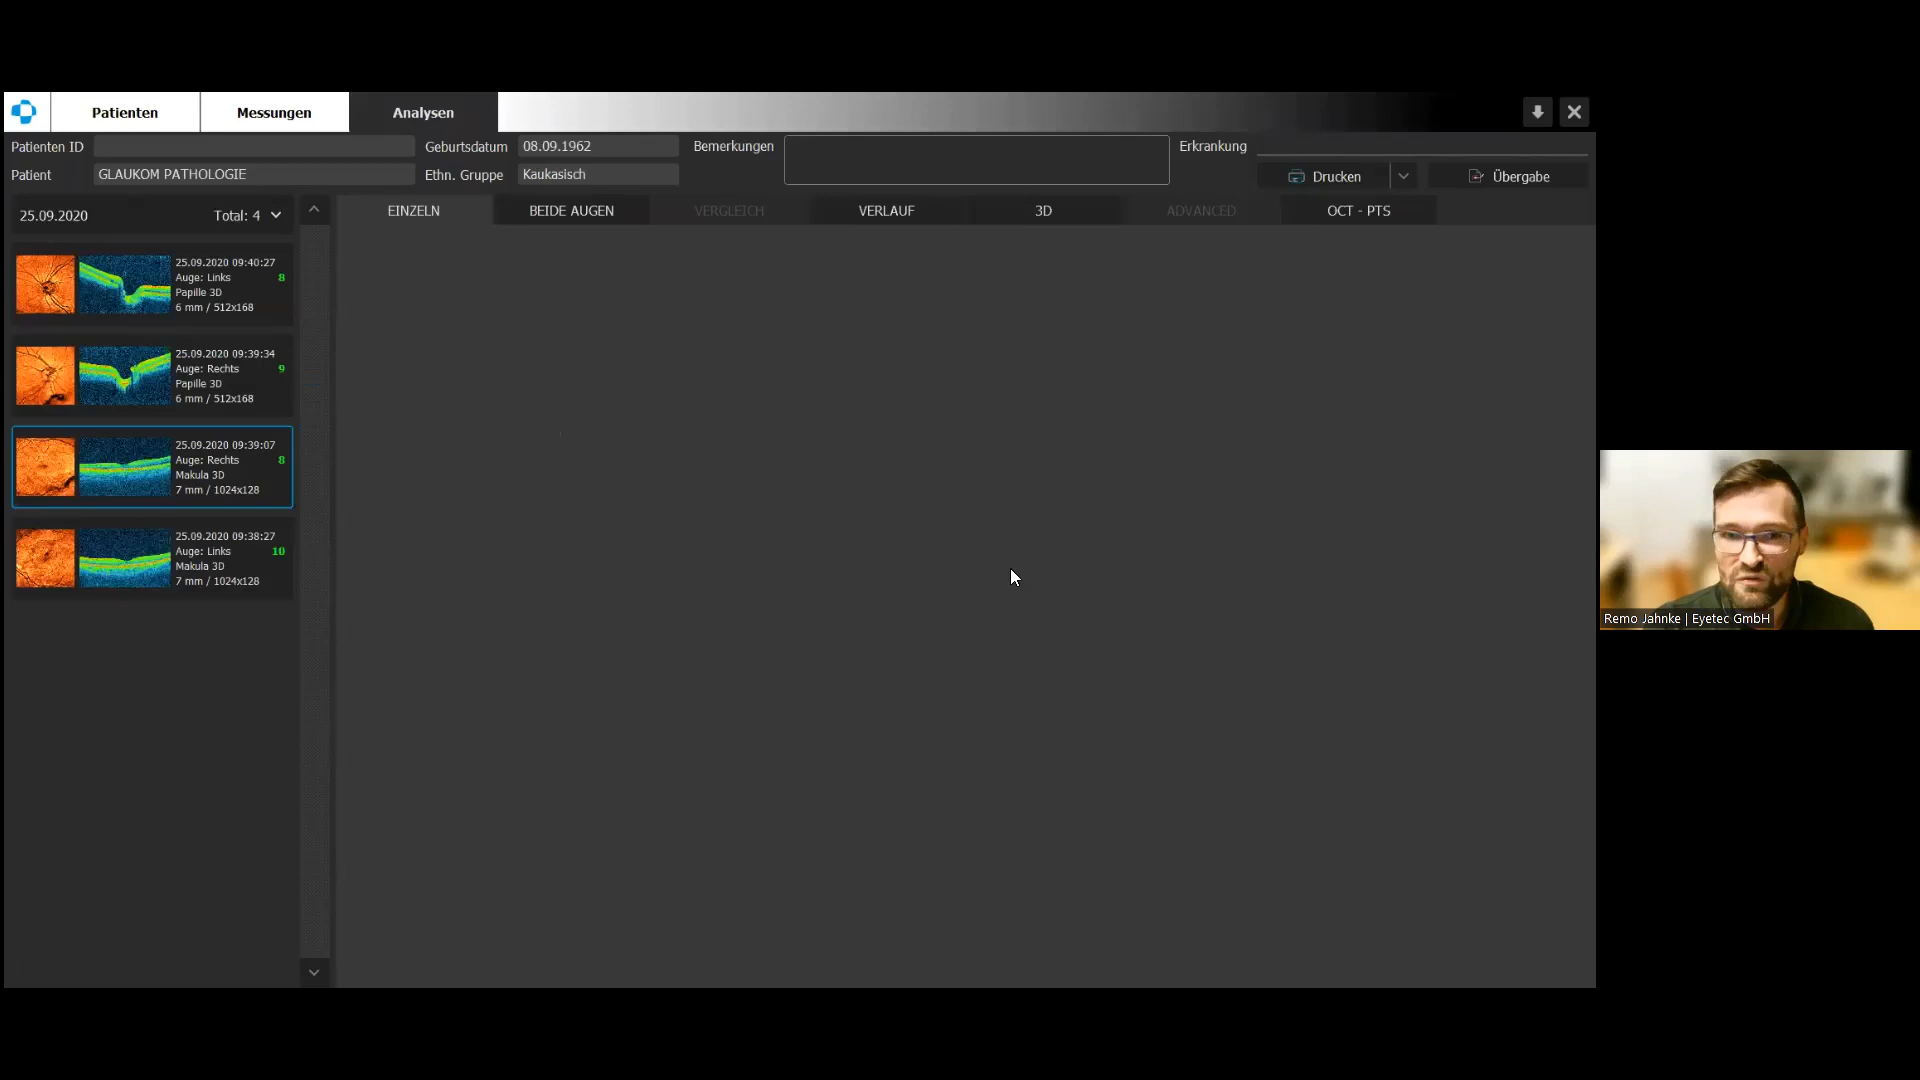 Patienten
Messungen
Analysen
Patienten ID
Geburtsdatum 08.09.1962
Bemerkungen
Erkrankung
Patient GLAUKOM PATHOLOGIE
Ethn. Gruppe Kaukasisch
Drucken
Übergabe
25.09.2020 Total: 4
EINZELN
BEIDE AUGEN
VERGLEICH
VERLAUF
3D
ADVANCED
OCT - PTS
25.09.2020 09:40:27
Auge: Links 8
Papille 3D
6 mm / 512x168
25.09.2020 09:39:34
Auge: Rechts 9
Papille 3D
6 mm / 512x168
25.09.2020 09:39:07
Auge: Rechts 8
Makula 3D
7 mm / 1024x128
25.09.2020 09:38:27
Auge: Links 10
Makula 3D
7 mm / 1024x128
Remo Jahnke | Eyetec GmbH